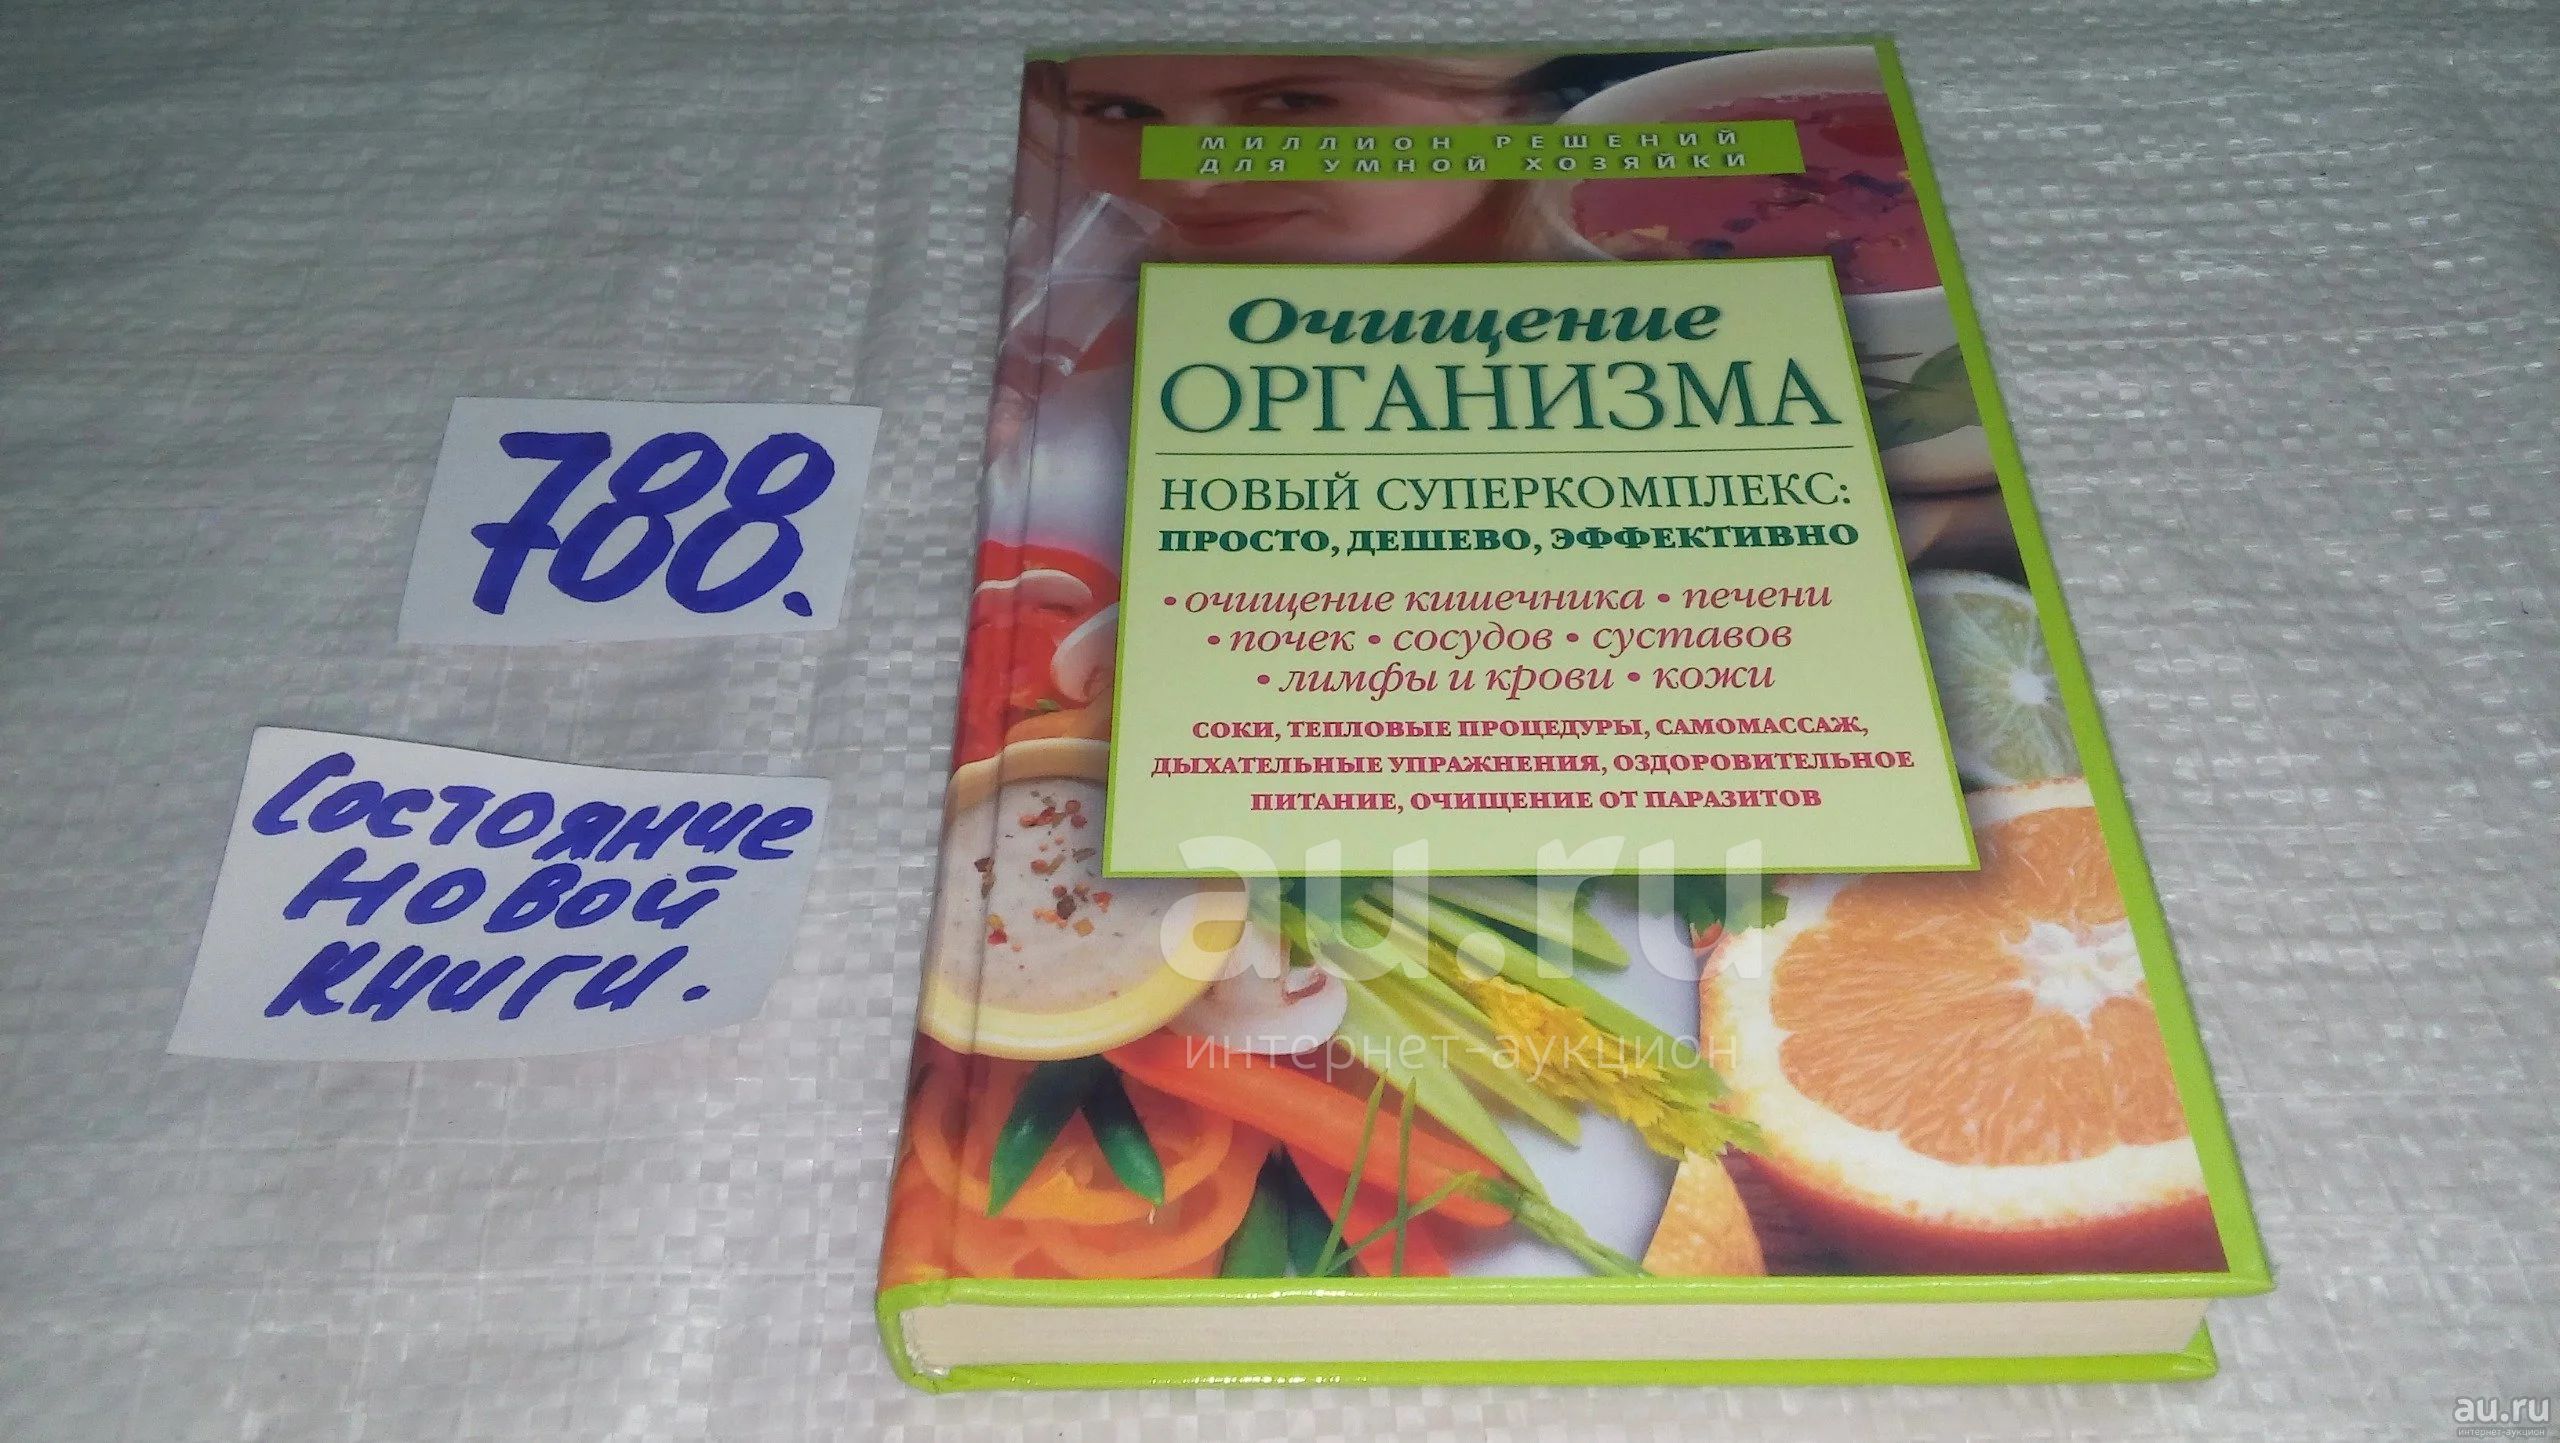 788.
Состояние
новой
книги.
МИЛЛИОН РЕШЕНИЙ
ДЛЯ УМНОЙ ХОЗЯЙКИ
Очищение
ОРГАНИЗМА
НОВЫЙ СУПЕРКОМПЛЕКС:
ПРОСТО, ДЕШЕВО, ЭФФЕКТИВНО
• очищение кишечника • печени
• почек • сосудов • суставов
• лимфы и крови • кожи
СОКИ, ТЕПЛОВЫЕ ПРОЦЕДУРЫ, САМОМАССАЖ,
ДЫХАТЕЛЬНЫЕ УПРАЖНЕНИЯ, ОЗДОРОВИТЕЛЬНОЕ
ПИТАНИЕ, ОЧИЩЕНИЕ ОТ ПАРАЗИТОВ
au.ru
интернет-аукцион
au.ru
интернет-аукцион